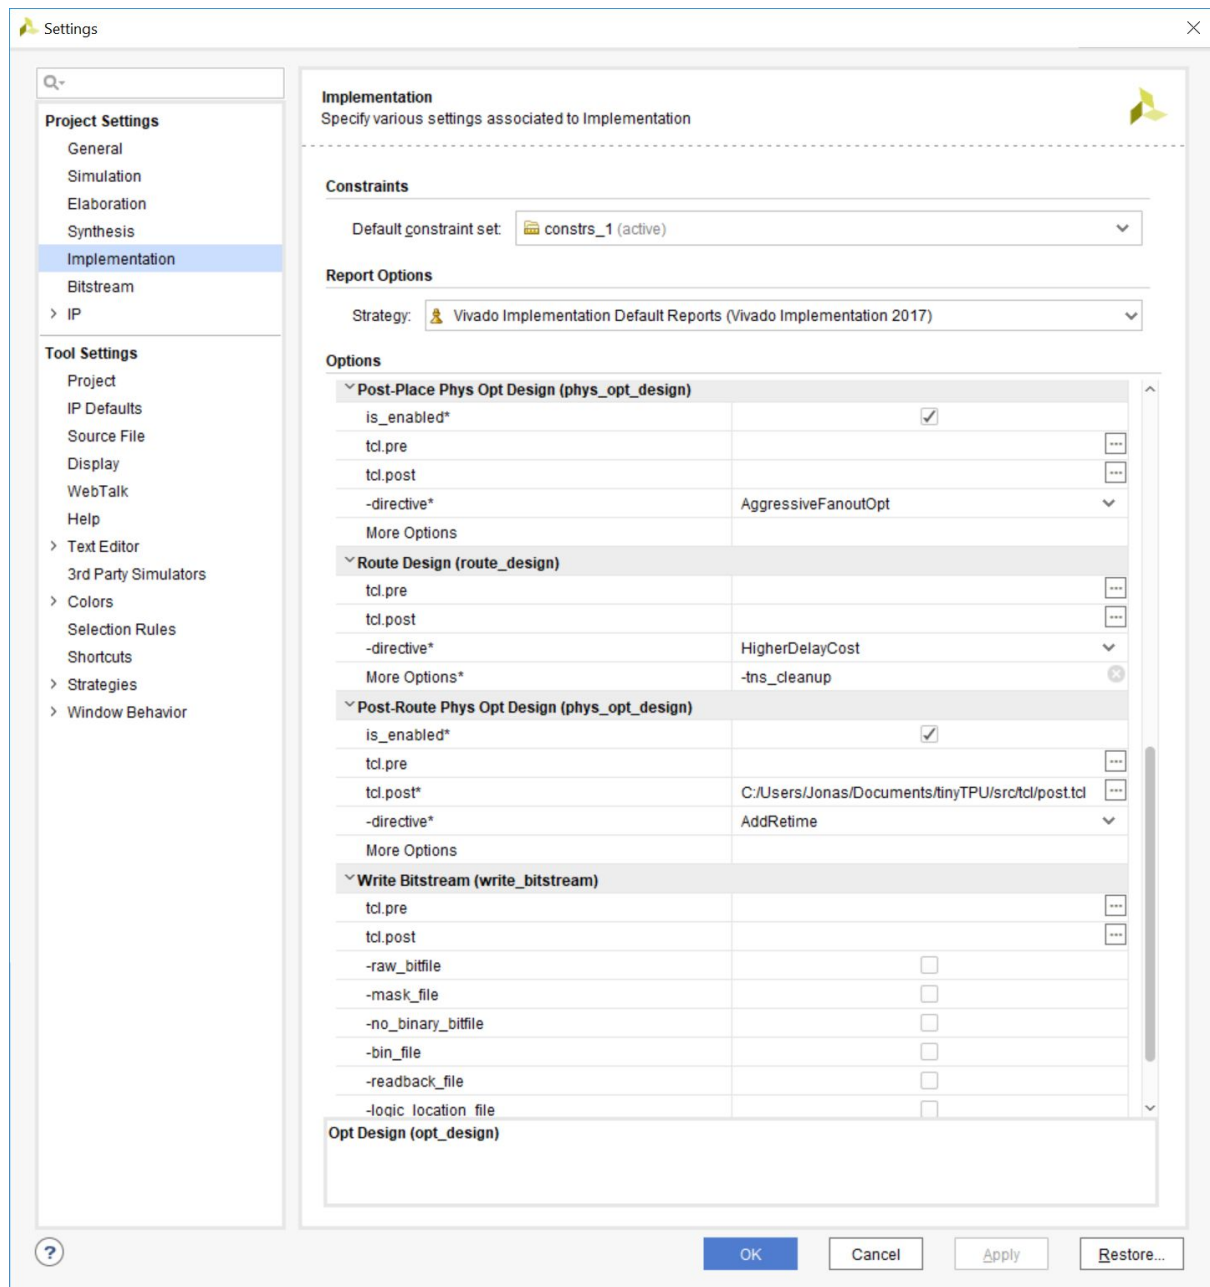 Settings
Project Settings
General
Simulation
Elaboration
Synthesis
Implementation
Bitstream
IP
Tool Settings
Project
IP Defaults
Source File
Display
WebTalk
Help
Text Editor
3rd Party Simulators
Colors
Selection Rules
Shortcuts
Strategies
Window Behavior
Implementation
Specify various settings associated to Implementation
Constraints
Default constraint set: constrs_1 (active)
Report Options
Strategy: Vivado Implementation Default Reports (Vivado Implementation 2017)
Options
Post-Place Phys Opt Design (phys_opt_design)
is_enabled*
tcl.pre
tcl.post
-directive* AggressiveFanoutOpt
More Options
Route Design (route_design)
tcl.pre
tcl.post
-directive* HigherDelayCost
More Options* -tns_cleanup
Post-Route Phys Opt Design (phys_opt_design)
is_enabled*
tcl.pre
tcl.post* C:/Users/Jonas/Documents/tinyTPU/src/tcl/post.tcl
-directive* AddRetime
More Options
Write Bitstream (write_bitstream)
tcl.pre
tcl.post
-raw_bitfile
-mask_file
-no_binary_bitfile
-bin_file
-readback_file
-logic_location_file
Opt Design (opt_design)
? OK Cancel Apply Restore...